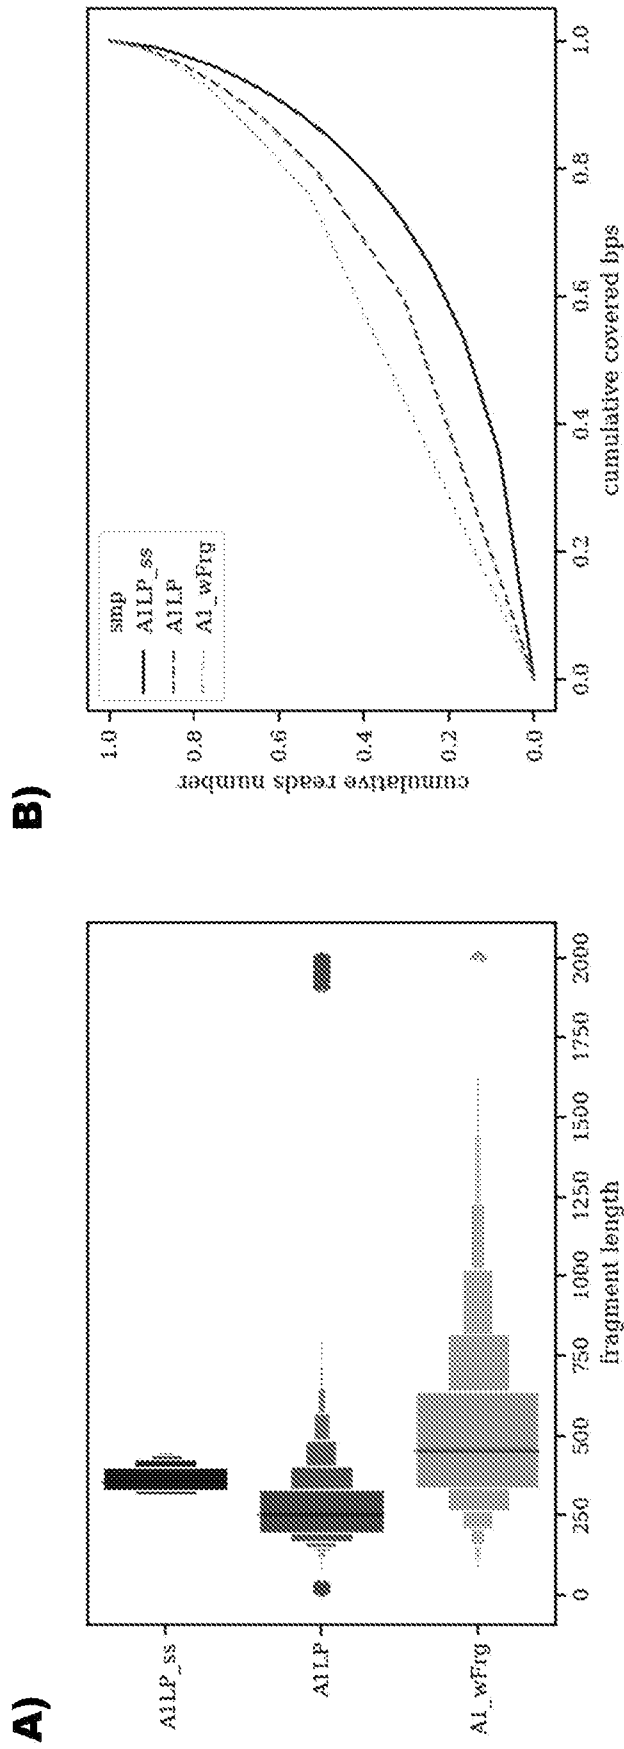 A)
A1LP_ss
A1LP
A1_wFrg
0
250
500
750
1000
1250
1500
1750
2000
fragment length
B)
cumulative reads number
1.0
0.8
0.6
0.4
0.2
0.0
smp
A1LP_ss
A1LP
A1_wFrg
0.0
0.2
0.4
0.6
0.8
1.0
cumulative covered bps